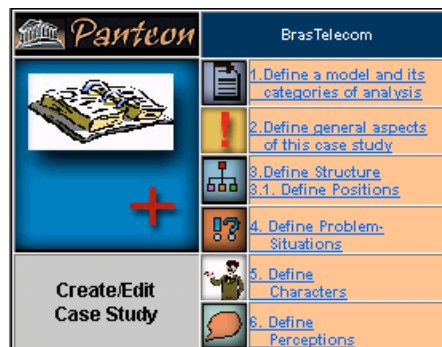 Panteon
BrasTelecom
1.Define a model and its
categories of analysis
2.Define general aspects
of this case study
3.Define Structure
3.1. Define Positions
4. Define Problem-
Situations
5. Define
Characters
6. Define
Perceptions
Create/Edit
Case Study